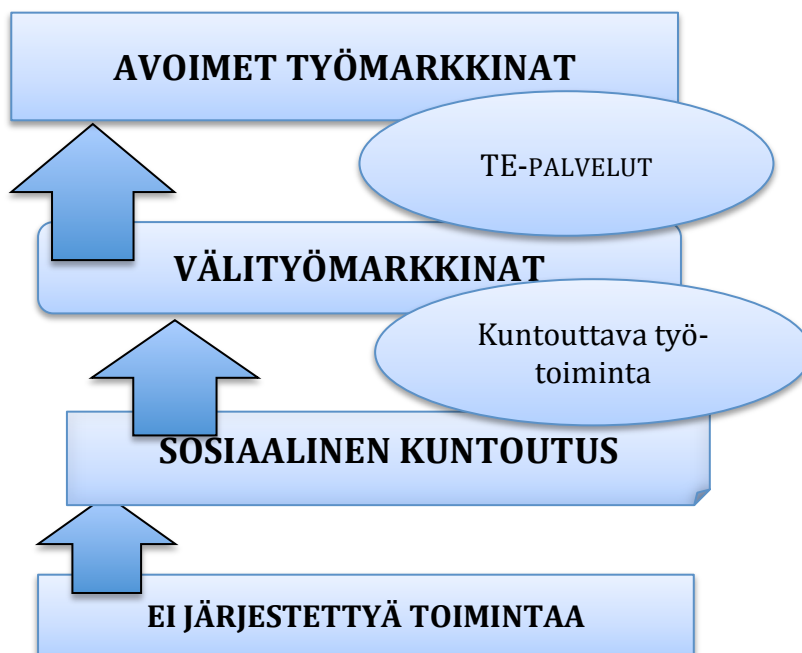 AVOIMET TYÖMARKKINAT
TE-PALVELUT
VÄLITYÖMARKKINAT
Kuntouttava työ-
toiminta
SOSIAALINEN KUNTOUTUS
EI JÄRJESTETTYÄ TOIMINTAA